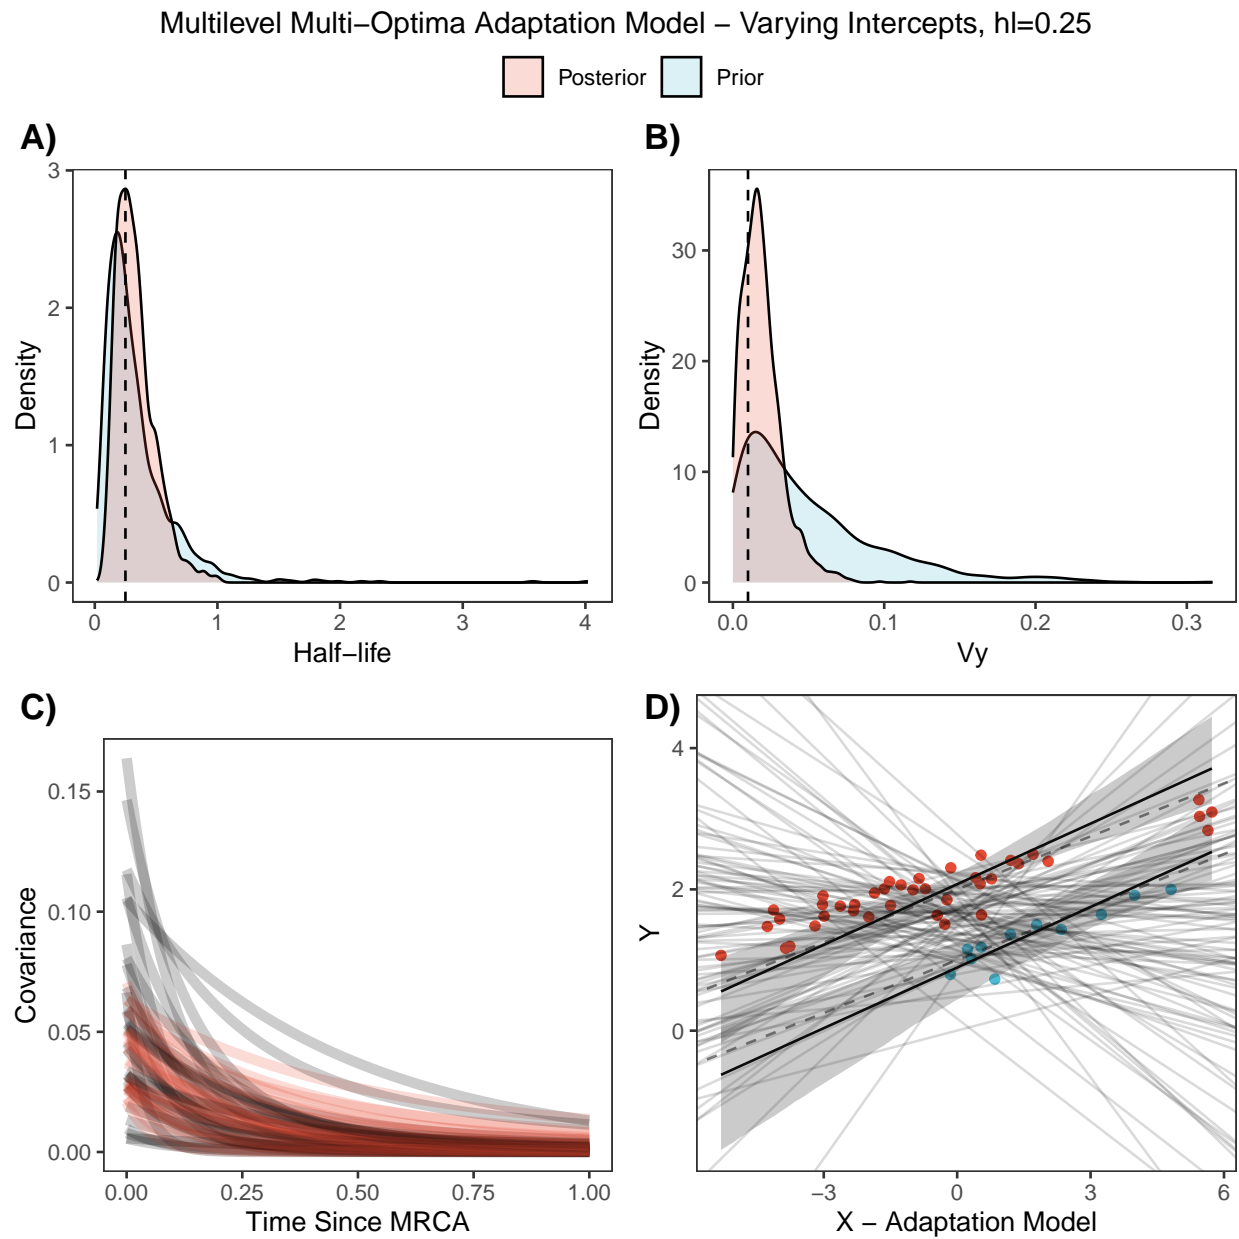 Multilevel Multi−Optima Adaptation Model − Varying Intercepts, hl=0.25
Posterior Prior
A)
3
2
1
0
Density
0 1 2 3 4
Half−life
B)
30
20
10
0
Density
0.0 0.1 0.2 0.3
Vy
C)
0.15
0.10
0.05
0.00
Covariance
0.00 0.25 0.50 0.75 1.00
Time Since MRCA
D)
4
2
0
Y
−3 0 3 6
X − Adaptation Model